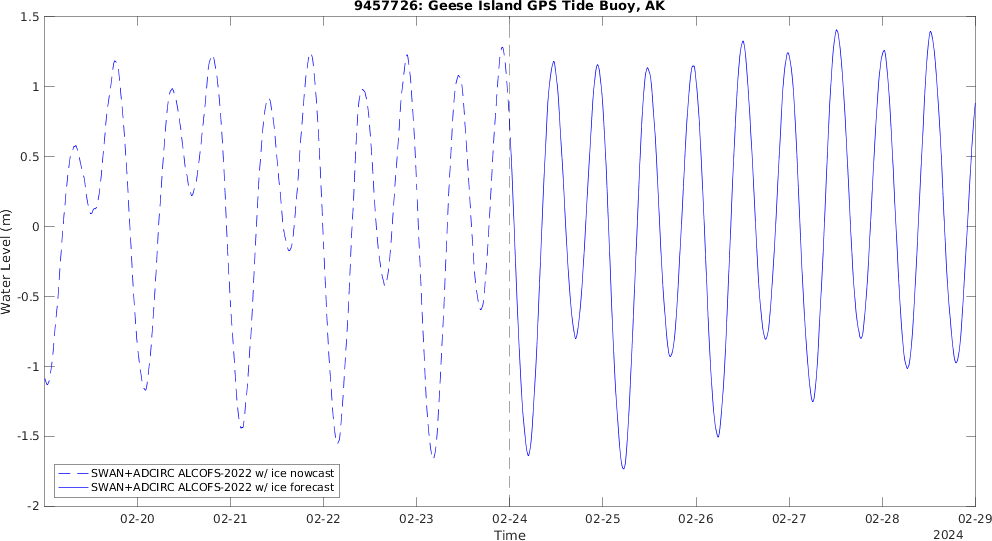 9457726: Geese Island GPS Tide Buoy, AK
1.5
1
0.5
0
-0.5
-1
-1.5
-2
Water Level (m)
SWAN+ADCIRC ALCOFS-2022 w/ ice nowcast
SWAN+ADCIRC ALCOFS-2022 w/ ice forecast
02-20 02-21 02-22 02-23 02-24 02-25 02-26 02-27 02-28 02-29
Time
2024